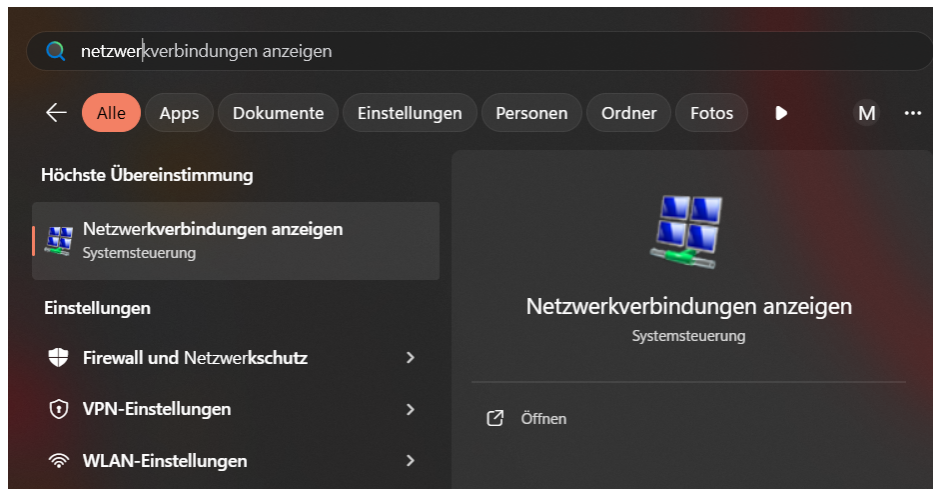 netzwerkverbindungen anzeigen
Alle Apps Dokumente Einstellungen Personen Ordner Fotos M ...
Höchste Übereinstimmung
Netzwerkverbindungen anzeigen
Systemsteuerung
Einstellungen
Firewall und Netzwerkschutz
VPN-Einstellungen
WLAN-Einstellungen
Netzwerkverbindungen anzeigen
Systemsteuerung
Öffnen